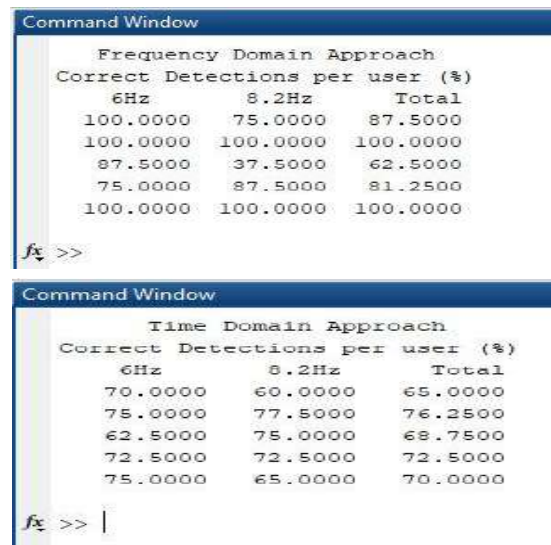 Command Window
Frequency Domain Approach
Correct Detections per user (%)
6Hz 8.2Hz Total
100.0000 75.0000 87.5000
100.0000 100.0000 100.0000
87.5000 37.5000 62.5000
75.0000 87.5000 81.2500
100.0000 100.0000 100.0000
fx >>
Command Window
Time Domain Approach
Correct Detections per user (%)
6Hz 8.2Hz Total
70.0000 60.0000 65.0000
75.0000 77.5000 76.2500
62.5000 75.0000 68.7500
72.5000 72.5000 72.5000
75.0000 65.0000 70.0000
fx >>